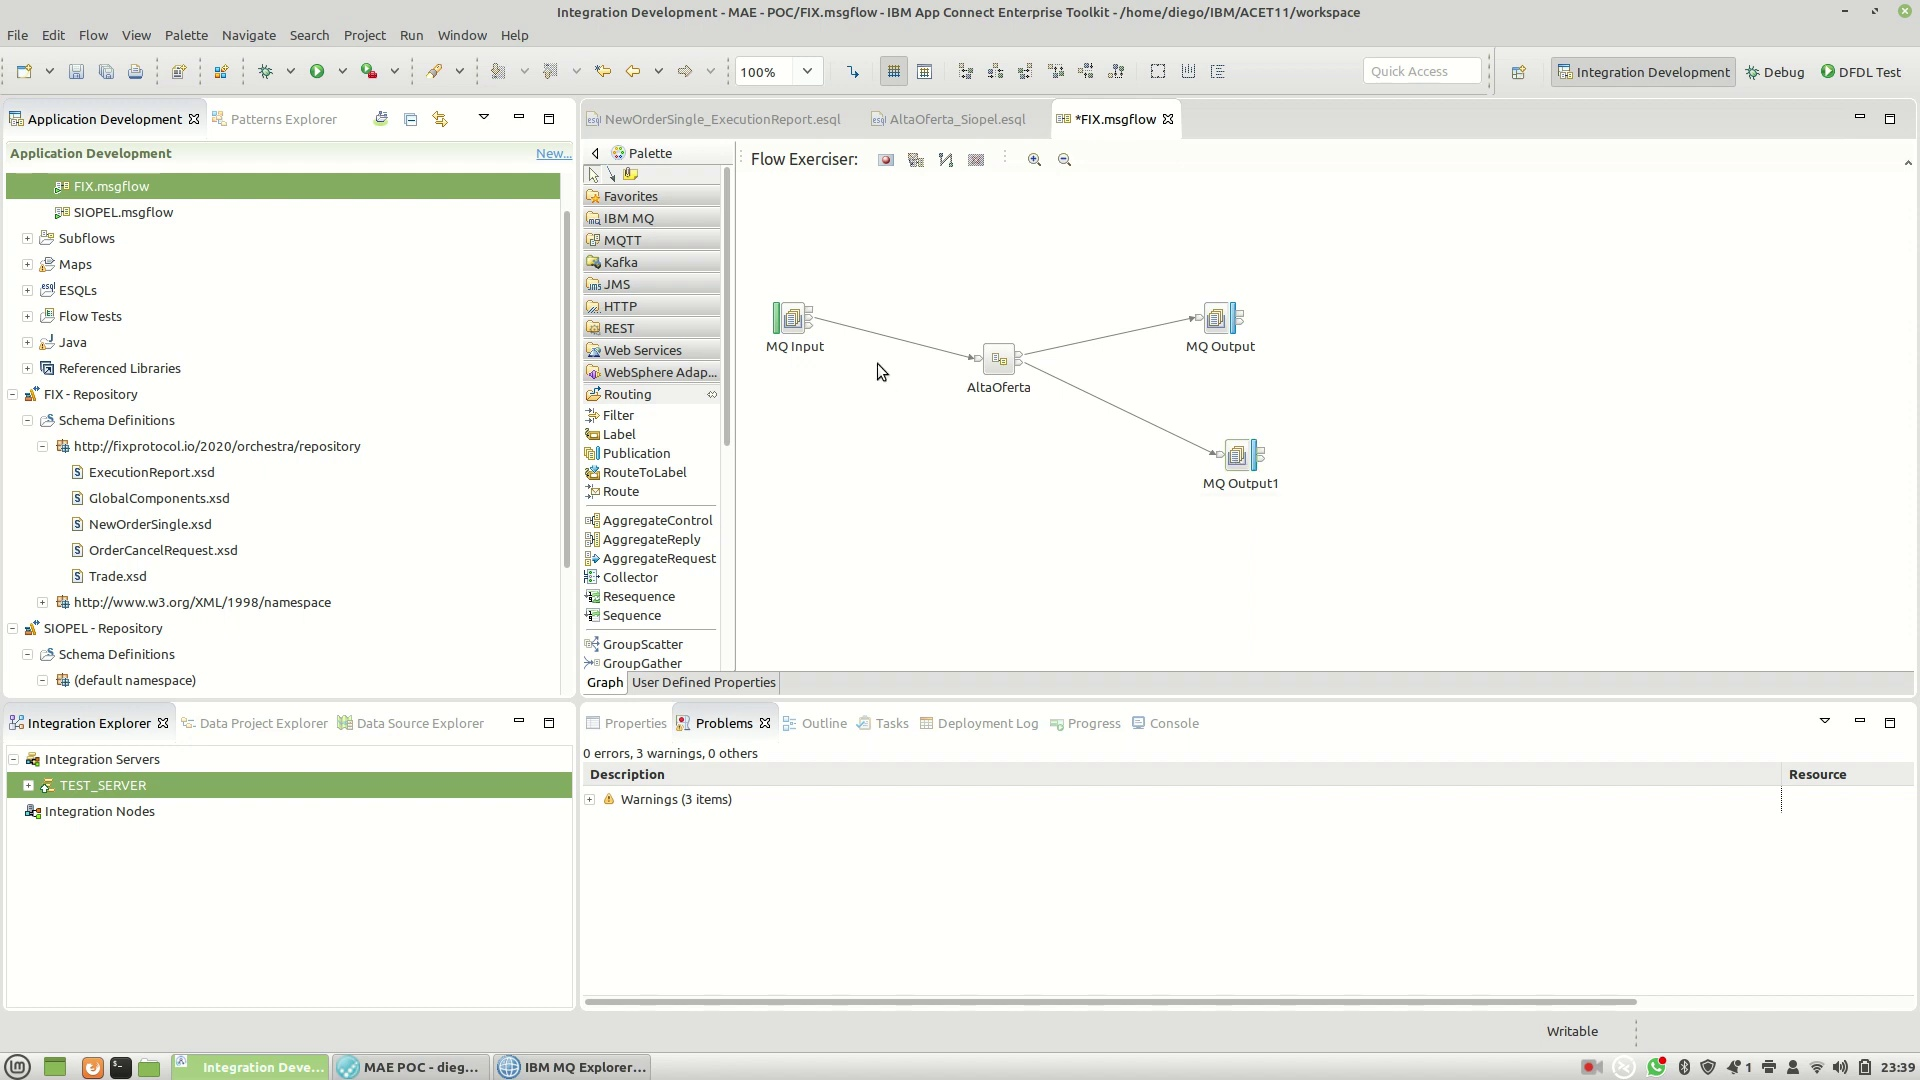 Integration Development - MAE - POC/FIX.msgflow - IBM App Connect Enterprise Toolkit - /home/diego/IBM/ACET11/workspace
File Edit Flow View Palette Navigate Search Project Run Window Help
100%
Quick Access
Integration Development
Debug
DFDL Test
Application Development
Patterns Explorer
Application Development
New...
FIX.msgflow
SIOPEL.msgflow
Subflows
Maps
ESQLs
Flow Tests
Java
Referenced Libraries
FIX - Repository
Schema Definitions
http://fixprotocol.io/2020/orchestra/repository
ExecutionReport.xsd
GlobalComponents.xsd
NewOrderSingle.xsd
OrderCancelRequest.xsd
Trade.xsd
http://www.w3.org/XML/1998/namespace
SIOPEL - Repository
Schema Definitions
(default namespace)
NewOrderSingle_ExecutionReport.esql
AltaOferta_Siopel.esql
*FIX.msgflow
Palette
Favorites
IBM MQ
MQTT
Kafka
JMS
HTTP
REST
Web Services
WebSphere Adap...
Routing
Filter
Label
Publication
RouteToLabel
Route
AggregateControl
AggregateReply
AggregateRequest
Collector
Resequence
Sequence
GroupScatter
GroupGather
Flow Exerciser:
MQ Input
AltaOferta
MQ Output
MQ Output1
Graph
User Defined Properties
Integration Explorer
Data Project Explorer
Data Source Explorer
Integration Servers
TEST_SERVER
Integration Nodes
Properties
Problems
Outline
Tasks
Deployment Log
Progress
Console
0 errors, 3 warnings, 0 others
Description
Resource
Warnings (3 items)
Writable
Integration Deve...
MAE POC - dieg...
IBM MQ Explorer...
1
23:39